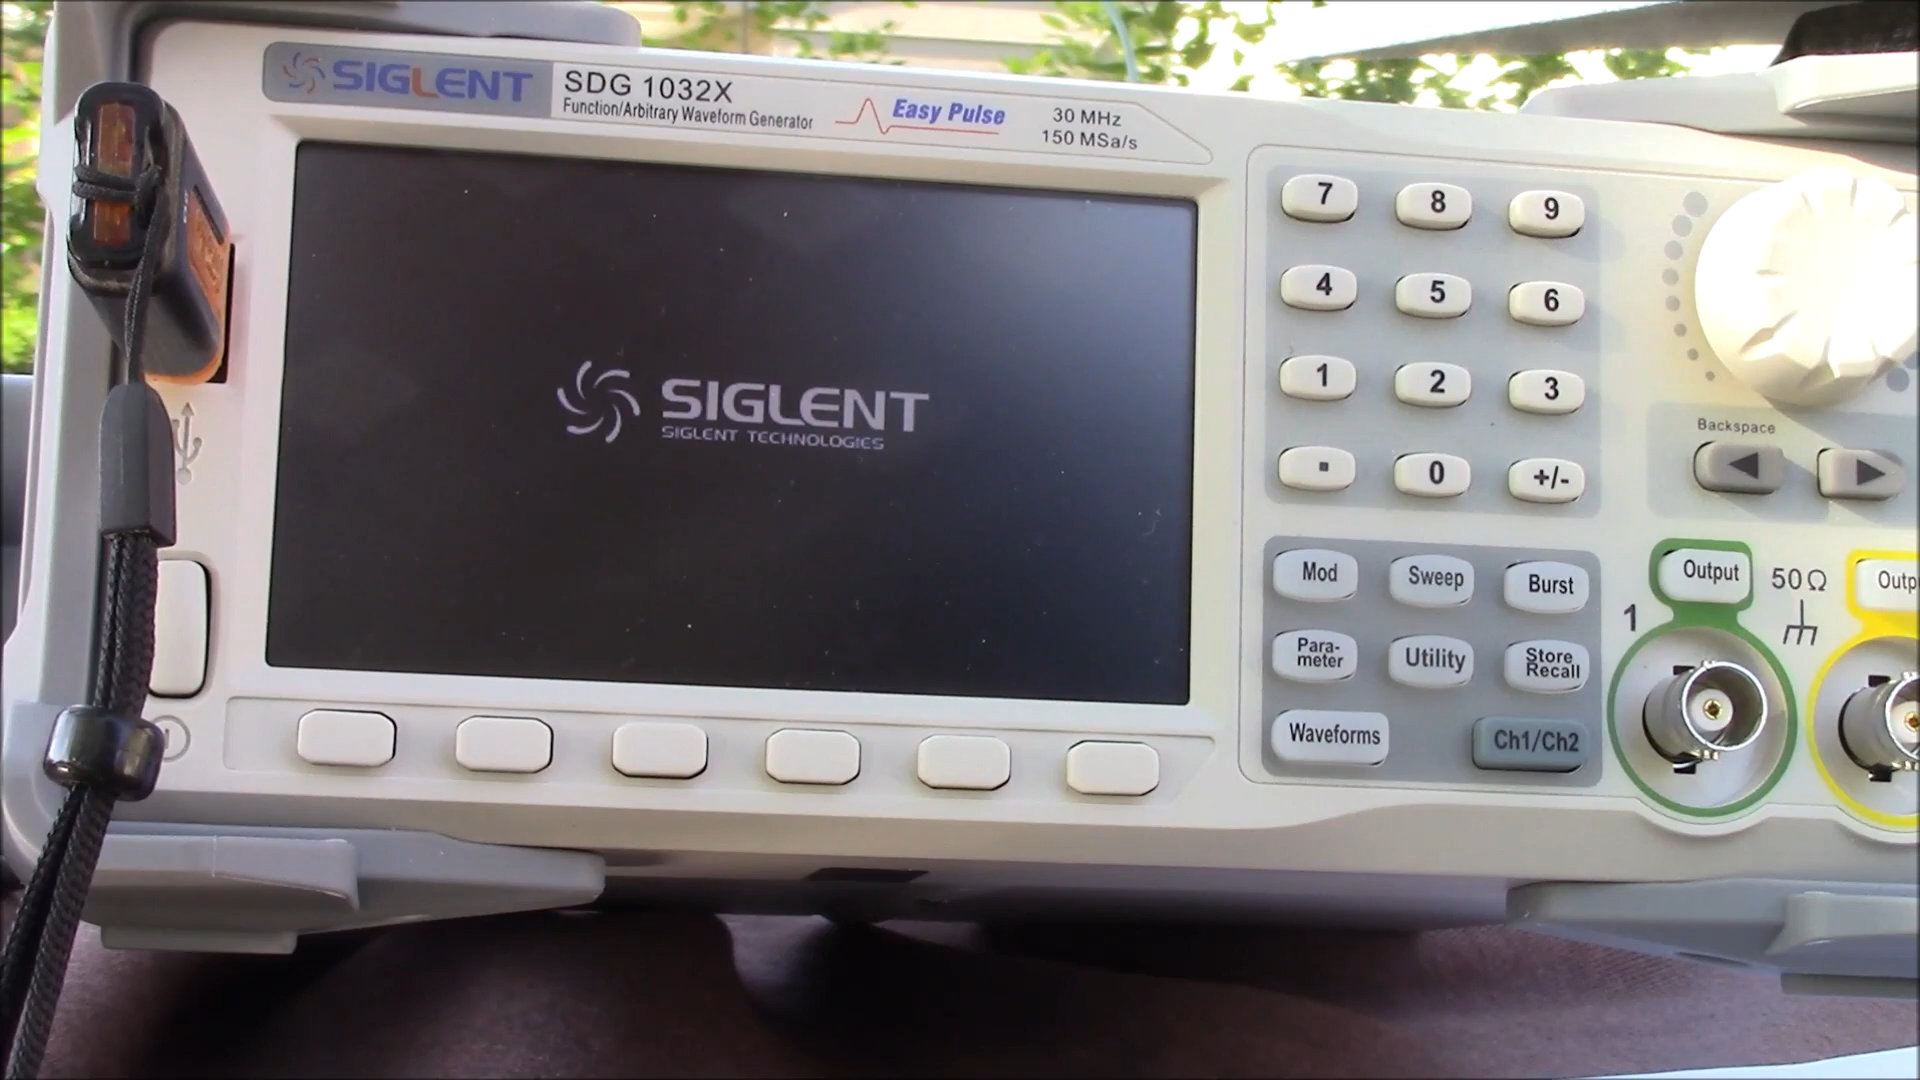 SIGLENT
SDG 1032X
Function/Arbitrary Waveform Generator
Easy Pulse
30 MHz
150 MSa/s
SIGLENT
SIGLENT TECHNOLOGIES
7 8 9
4 5 6
1 2 3
. 0 +/-
Backspace
Mod Sweep Burst
Para-
meter
Utility
Store
Recall
Waveforms Ch1/Ch2
Output
50Ω
1
Outp